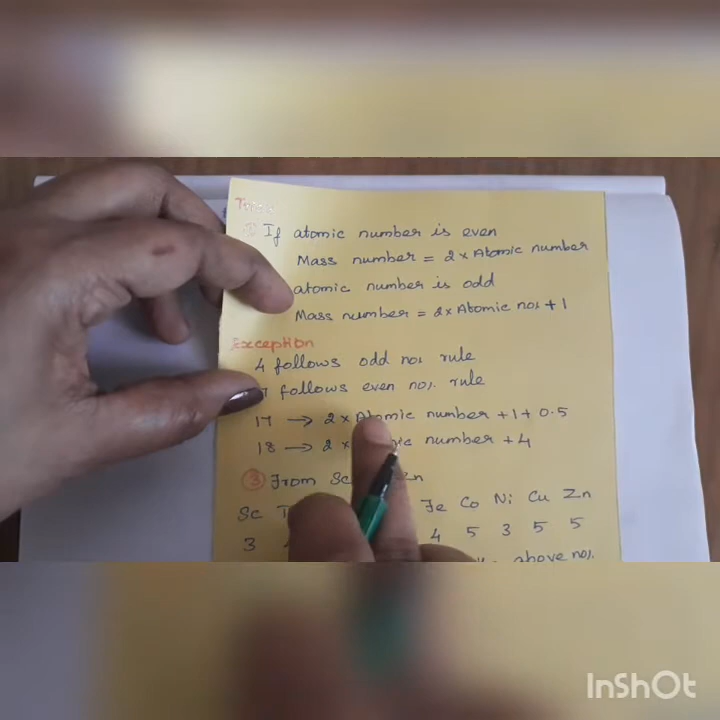 If atomic number is even
Mass number = 2 x Atomic number
atomic number is odd
Mass number = 2 x Atomic no. + 1
Exception
4 follows odd no. rule
follows even no. rule
17 → 2 x Atomic number + 1 + 0.5
18 → 2 x number + 4
③ From Sc Zn
Sc Fe Co Ni Cu Zn
3 4 5 3 5 5
above no.
InShOt